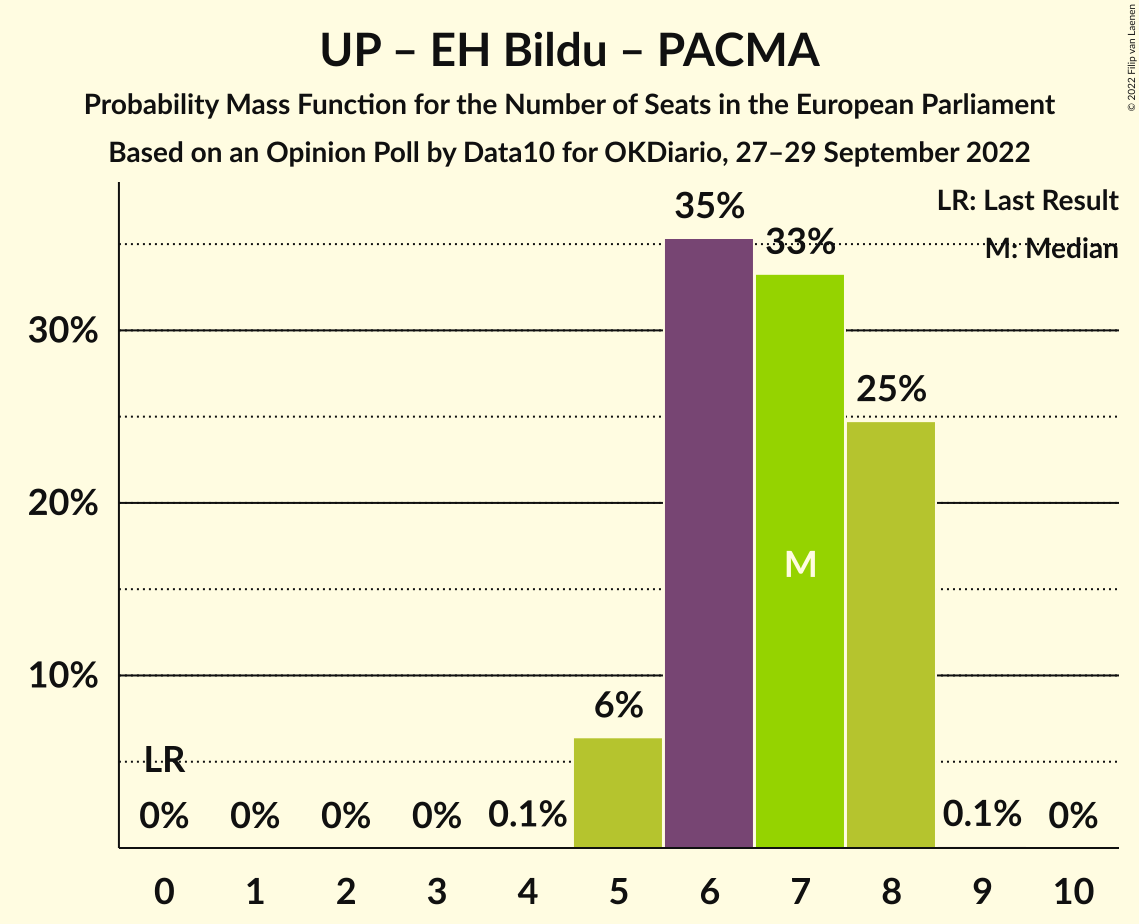 UP – EH Bildu – PACMA
Probability Mass Function for the Number of Seats in the European Parliament
Based on an Opinion Poll by Data10 for OKDiario, 27–29 September 2022
© 2022 Filip van Laenen
LR: Last Result
M: Median
35%
33%
30%
25%
20%
M
10%
6%
LR
0% 0% 0% 0% 0.1% 0.1% 0%
0 1 2 3 4 5 6 7 8 9 10